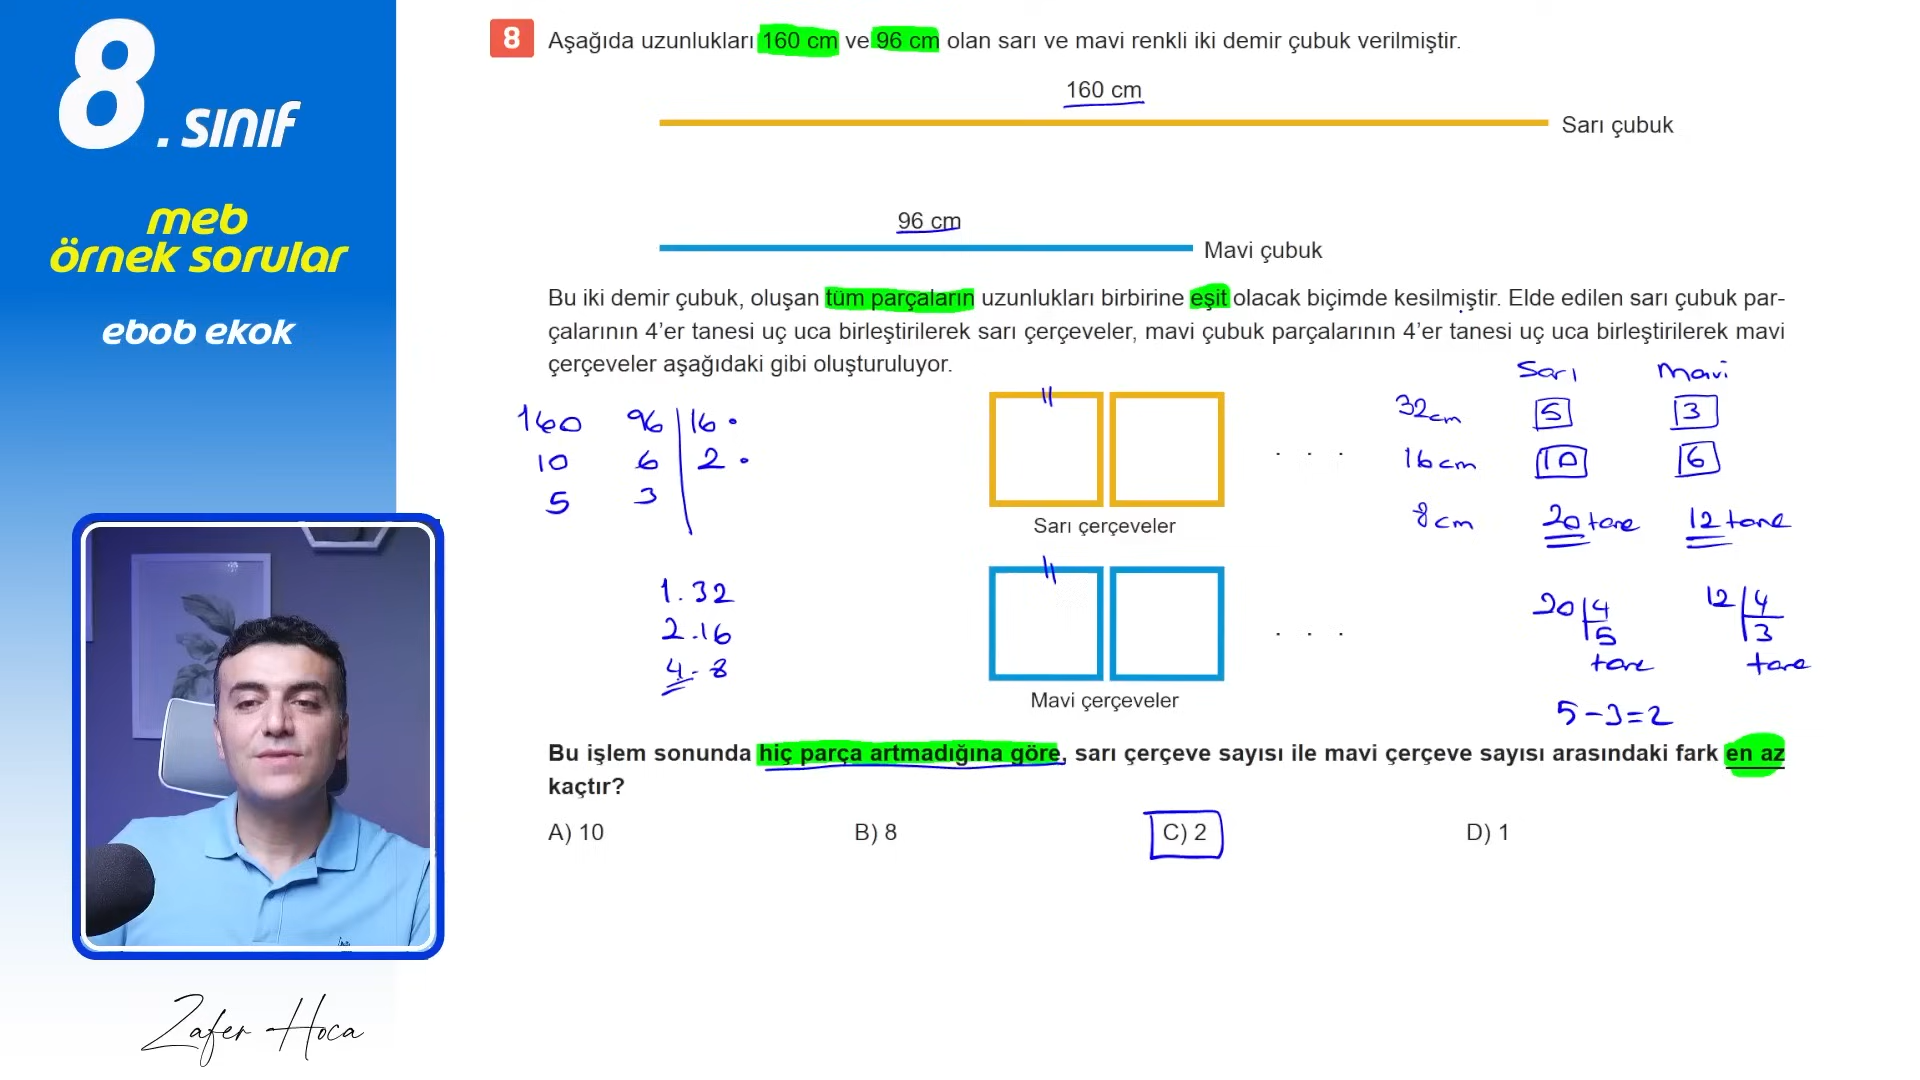 8. SINIF
meb
örnek sorular
ebob ekok
8 Aşağıda uzunlukları 160 cm ve 96 cm olan sarı ve mavi renkli iki demir çubuk verilmiştir.
160 cm
Sarı çubuk
96 cm
Mavi çubuk
Bu iki demir çubuk, oluşan tüm parçaların uzunlukları birbirine eşit olacak biçimde kesilmiştir. Elde edilen sarı çubuk par-
çalarının 4'er tanesi uç uca birleştirilerek sarı çerçeveler, mavi çubuk parçalarının 4'er tanesi uç uca birleştirilerek mavi
çerçeveler aşağıdaki gibi oluşturuluyor.
160 96 | 16 .
10 6 2 .
5 3
1.32
2.16
4.8
. . .
Sarı çerçeveler
. . .
Mavi çerçeveler
Sarı Mavi
32cm 5 3
16cm 10 6
8cm 20 tane 12 tane
20 | 4 12 | 4
5 3
tane tane
5-3=2
Bu işlem sonunda hiç parça artmadığına göre, sarı çerçeve sayısı ile mavi çerçeve sayısı arasındaki fark en az
kaçtır?
A) 10 B) 8 C) 2 D) 1
Zafer Hoca